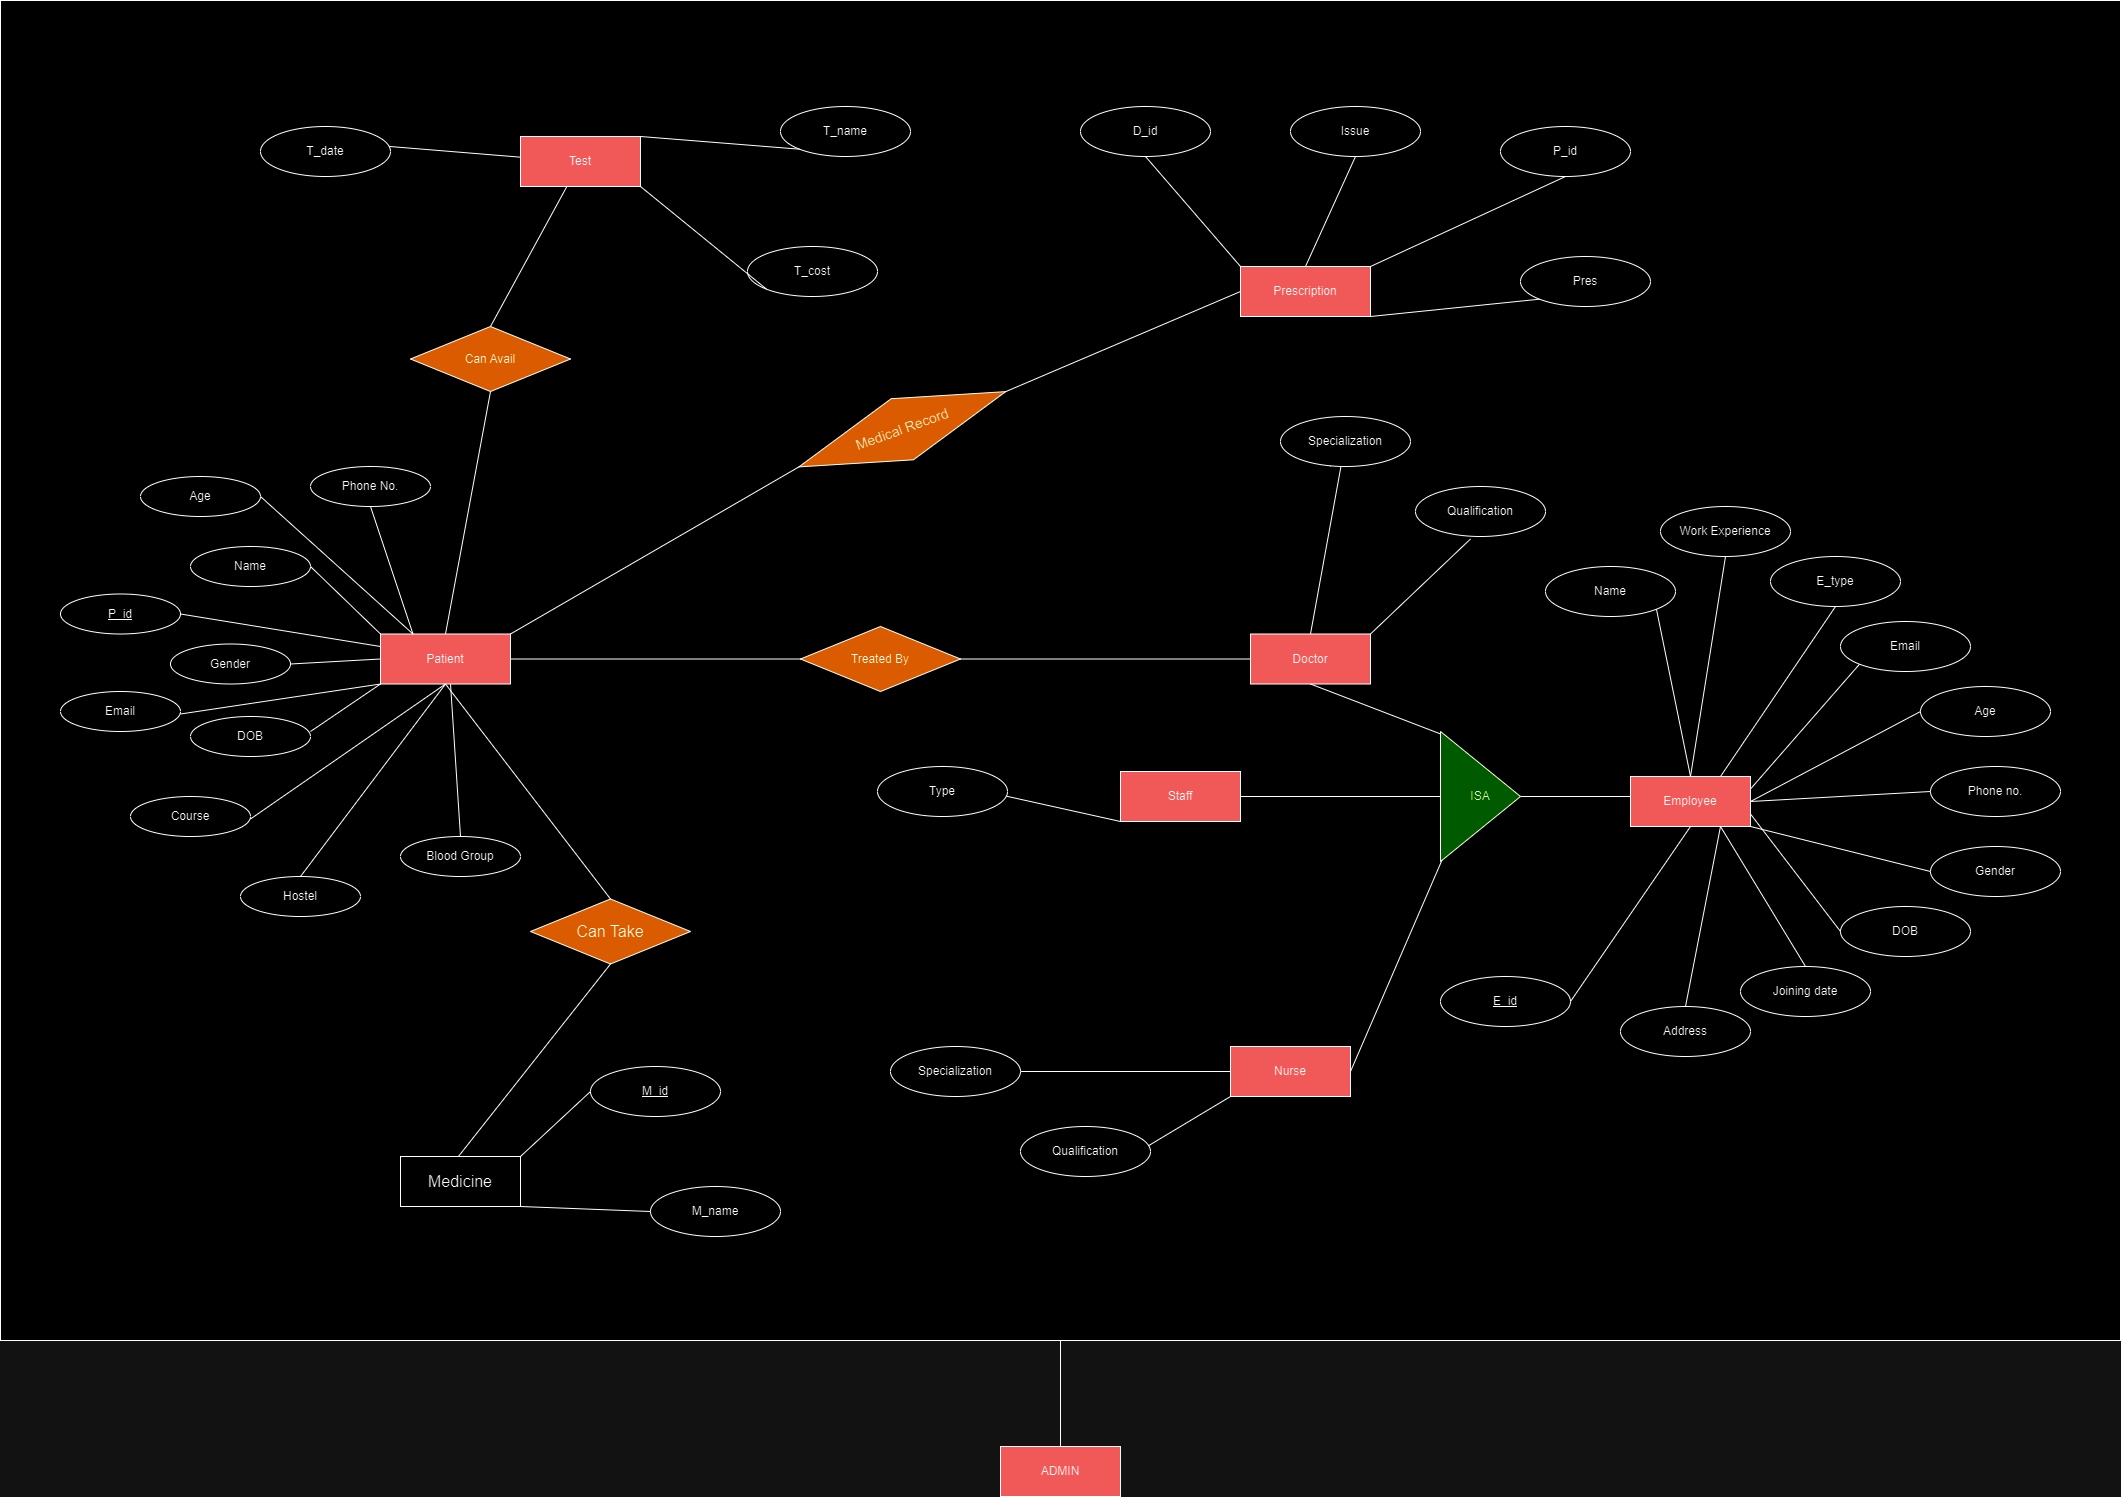 T_name
D_id
Issue
T_date
Test
P_id
T_cost
Pres
Prescription
Can Avail
Medical Record
Specialization
Phone No.
Age
Qualification
Work Experience
Name
E_type
Name
P_id
Email
Gender
Patient
Treated By
Doctor
Email
Age
DOB
Type
Staff
ISA
Employee
Phone no.
Course
Blood Group
Gender
Hostel
Can Take
DOB
E_id
Joining date
Address
Specialization
Nurse
M_id
Qualification
Medicine
M_name
ADMIN